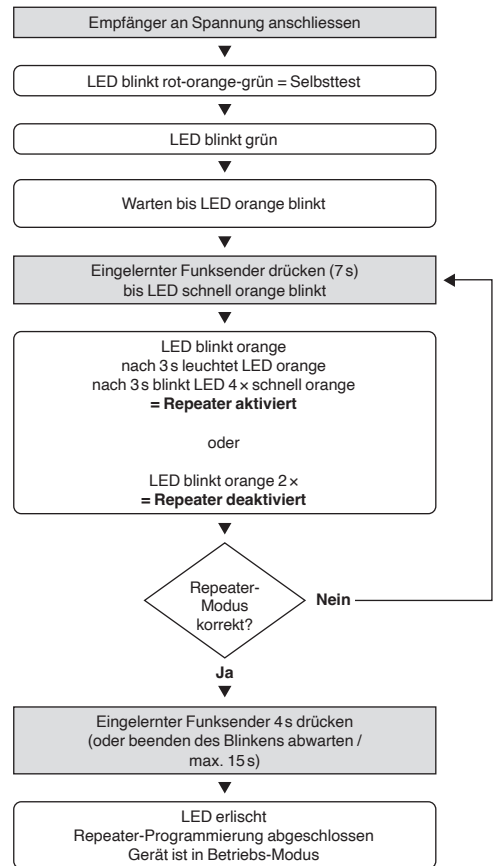 Empfänger an Spannung anschliessen
LED blinkt rot-orange-grün = Selbsttest
LED blinkt grün
Warten bis LED orange blinkt
Eingelernter Funksender drücken (7 s)
bis LED schnell orange blinkt
LED blinkt orange
nach 3 s leuchtet LED orange
nach 3 s blinkt LED 4 × schnell orange
= Repeater aktiviert
oder
LED blinkt orange 2 ×
= Repeater deaktiviert
Repeater-
Modus
korrekt?
Nein
Ja
Eingelernter Funksender 4 s drücken
(oder beenden des Blinkens abwarten /
max. 15 s)
LED erlischt
Repeater-Programmierung abgeschlossen
Gerät ist in Betriebs-Modus